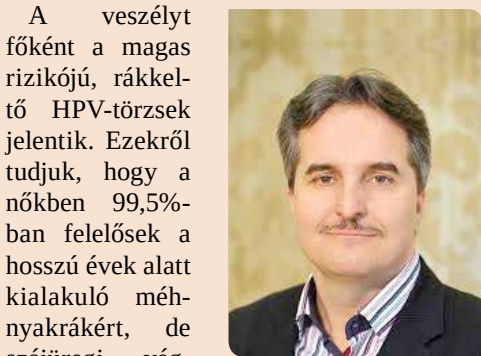 A veszélyt
főként a magas
rizikójú, rákkel-
tő HPV-törzsek
jelentik. Ezekről
tudjuk, hogy a
nőkben 99,5%-
ban felelősek a
hosszú évek alatt
kialakuló méh-
nyakrákért, de